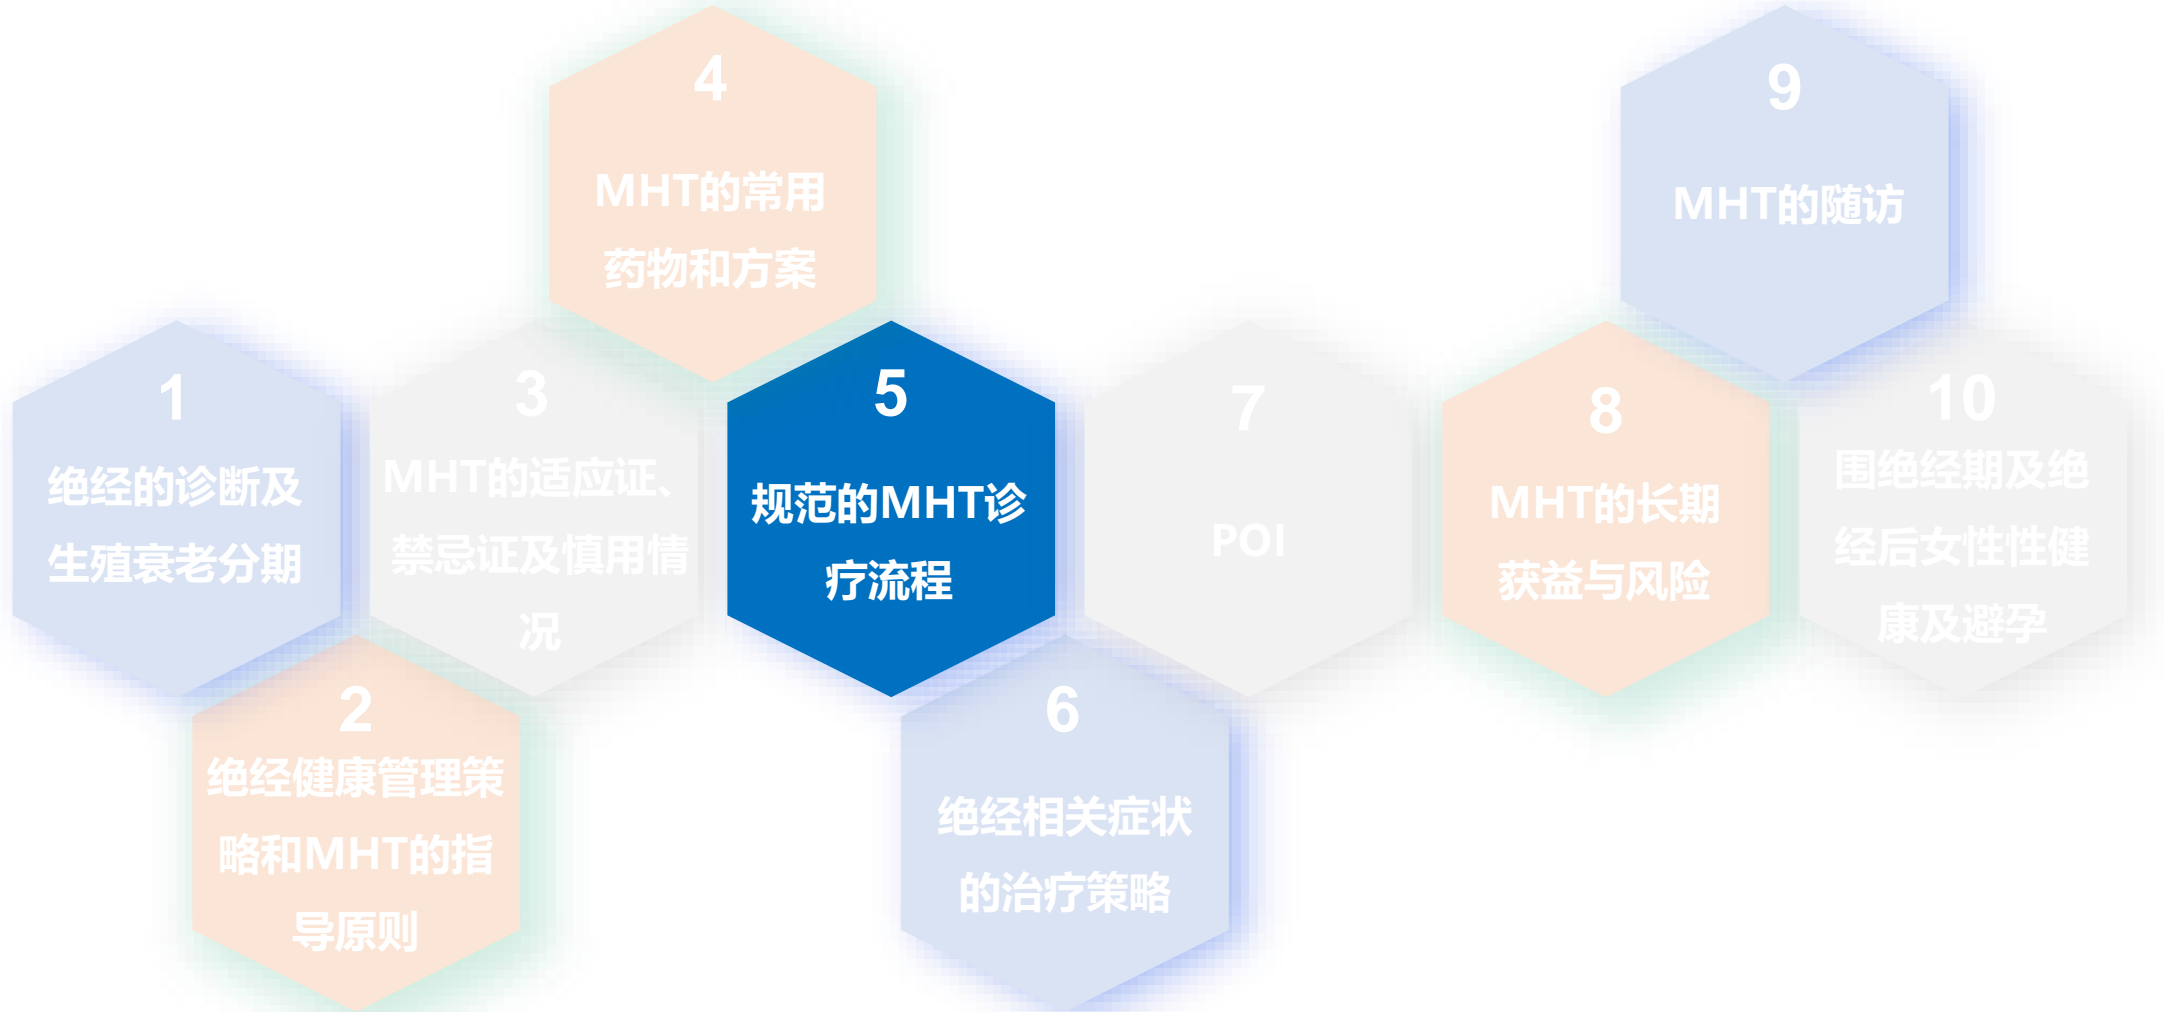 1
绝经的诊断及
生殖衰老分期
2
绝经健康管理策
略和MHT的指
导原则
3
MHT的适应证、
禁忌证及慎用情
况
4
MHT的常用
药物和方案
5
规范的MHT诊
疗流程
6
绝经相关症状
的治疗策略
7
POI
8
MHT的长期
获益与风险
9
MHT的随访
10
围绝经期及绝
经后女性性健
康及避孕